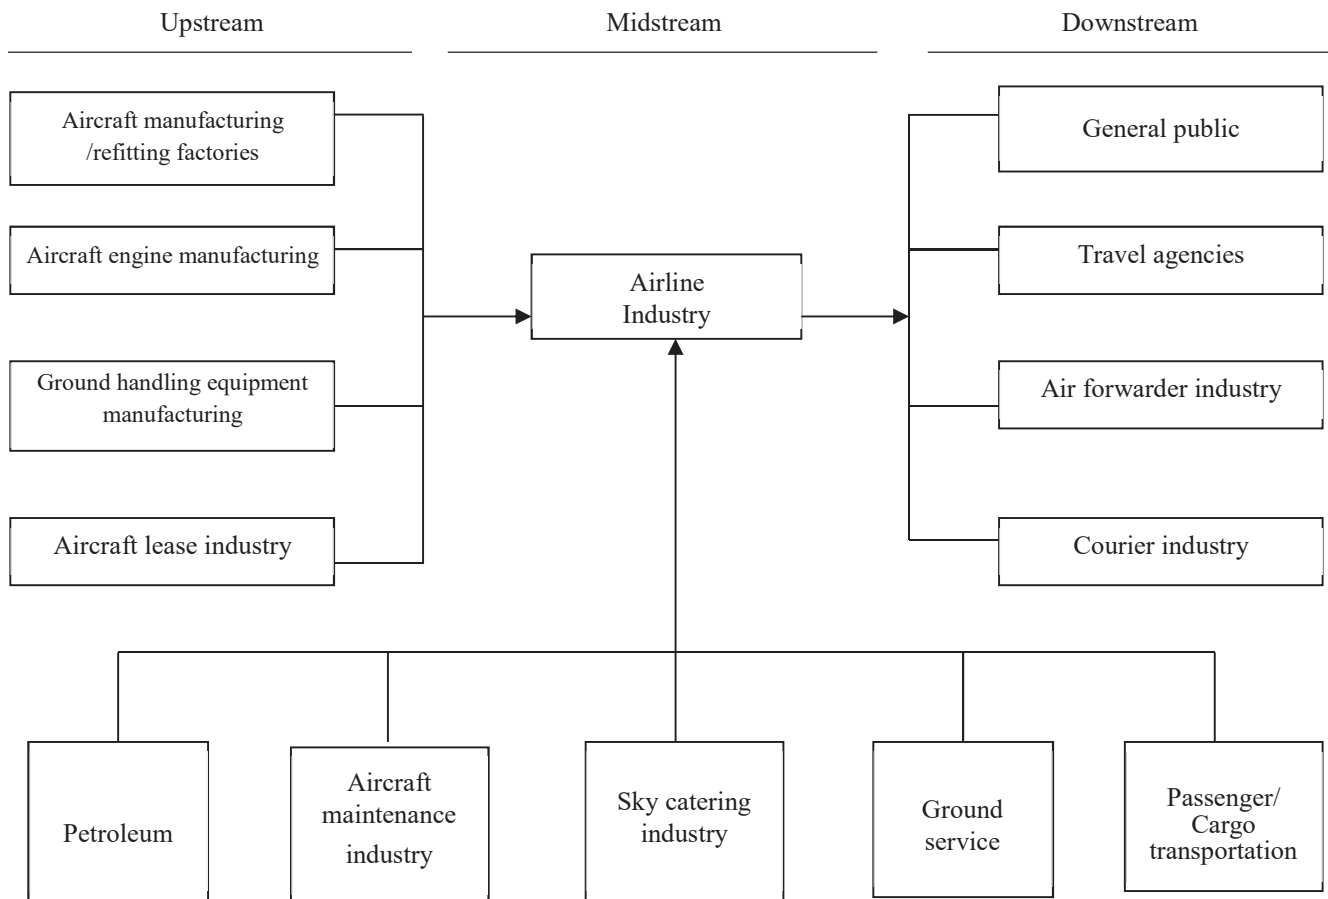 Upstream
Midstream
Downstream
Aircraft manufacturing
/refitting factories
Aircraft engine manufacturing
Ground handling equipment
manufacturing
Aircraft lease industry
Airline
Industry
General public
Travel agencies
Air forwarder industry
Courier industry
Petroleum
Aircraft
maintenance
industry
Sky catering
industry
Ground
service
Passenger/
Cargo
transportation